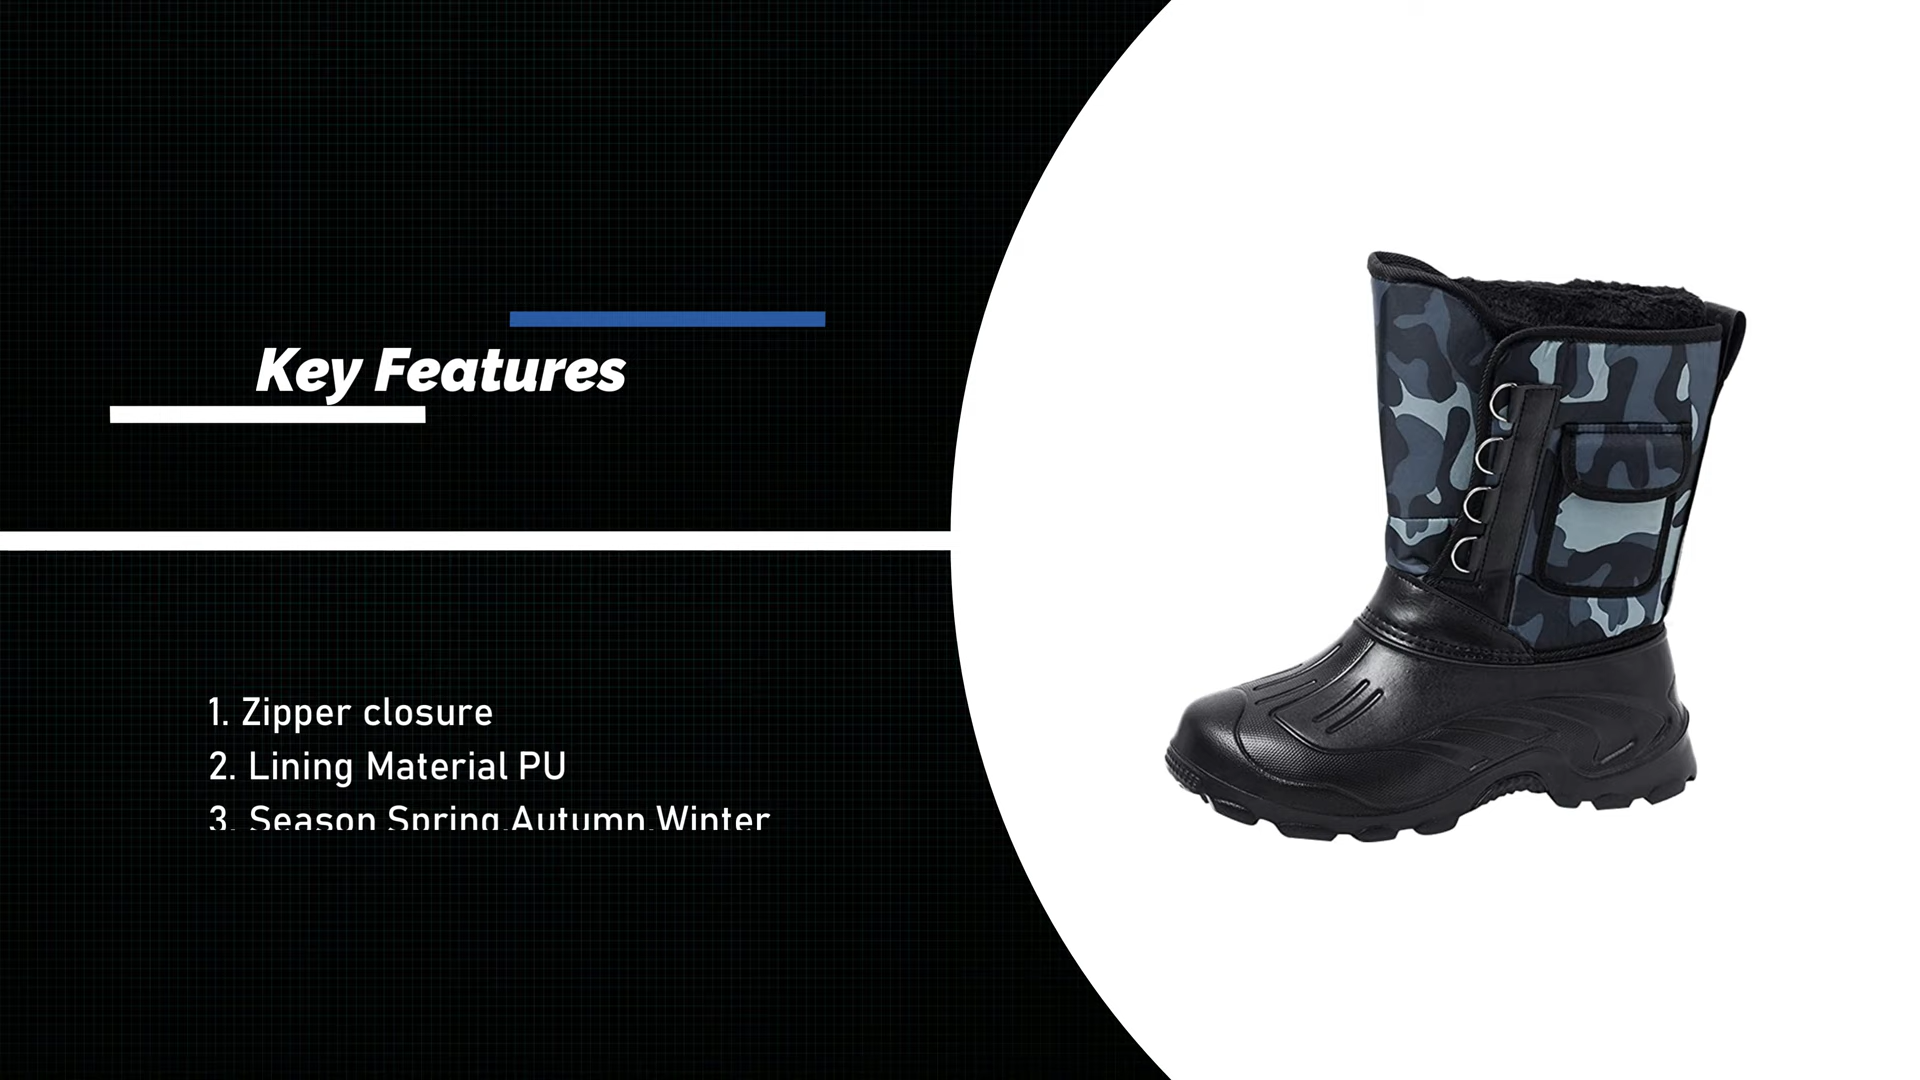 Key Features
1. Zipper closure
2. Lining Material PU
3. Season Spring,Autumn,Winter